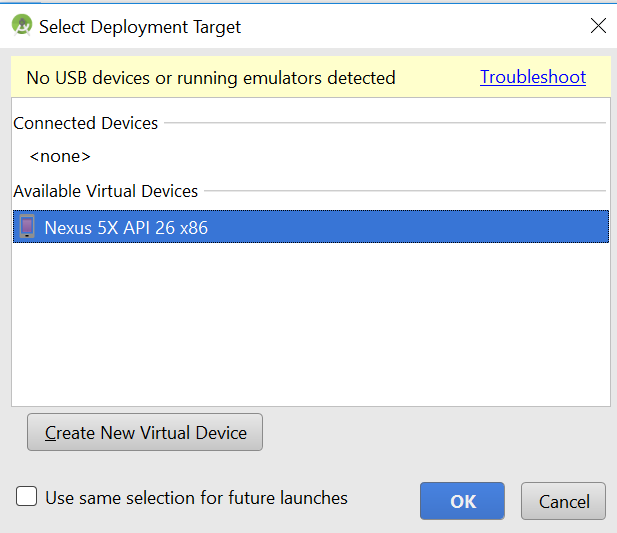 Select Deployment Target
No USB devices or running emulators detected Troubleshoot
Connected Devices
<none>
Available Virtual Devices
Nexus 5X API 26 x86
Create New Virtual Device
Use same selection for future launches
OK
Cancel